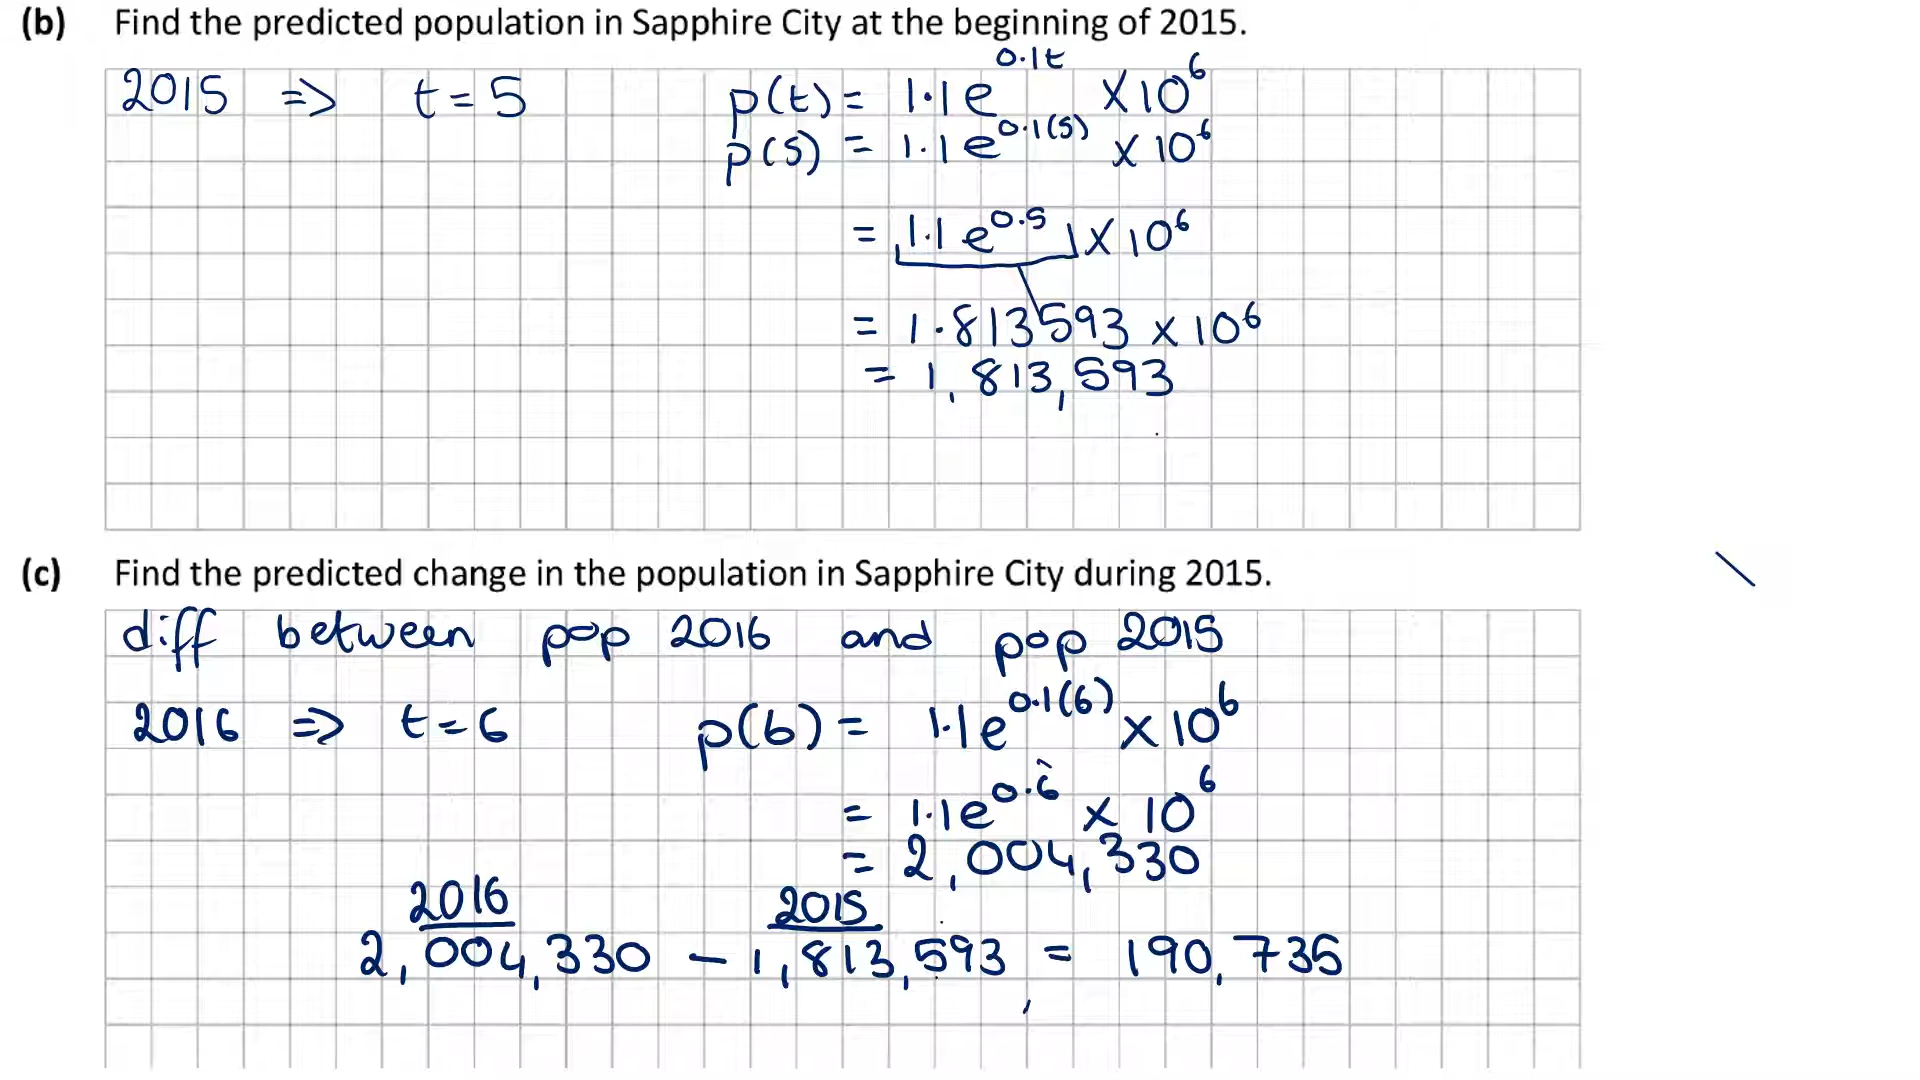 (b) Find the predicted population in Sapphire City at the beginning of 2015.
2015 => t = 5
p(t) = 1.1e^0.1t × 10^6
p(5) = 1.1e^0.1(5) × 10^6
= 1.1e^0.5 × 10^6
= 1.813593 × 10^6
= 1,813,593
(c) Find the predicted change in the population in Sapphire City during 2015.
diff between pop 2016 and pop 2015
2016 => t = 6 p(6) = 1.1e^0.1(6) × 10^6
= 1.1e^0.6 × 10^6
= 2,004,330
2016 2015
2,004,330 − 1,813,593 = 190,735